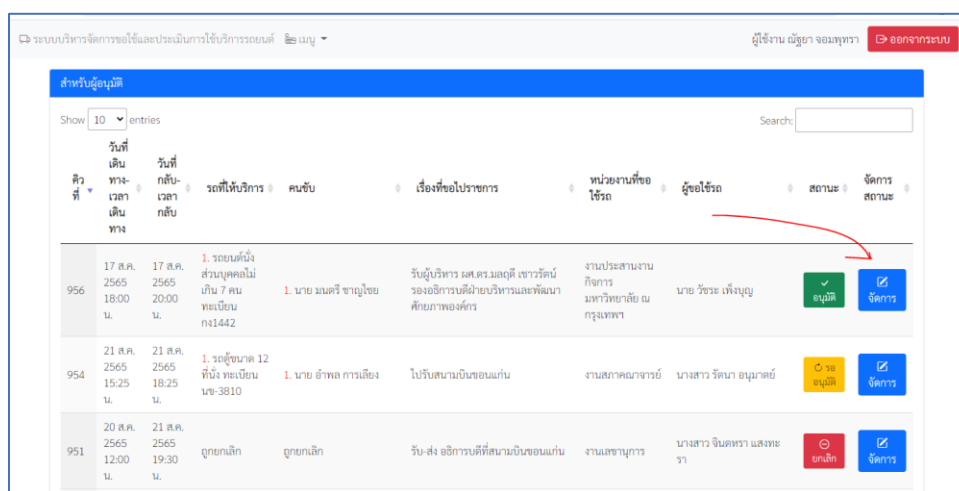 ระบบบริหารจัดการขอใช้และประเมินการใช้บริการรถยนต์ เมนู ผู้ใช้งาน ณัฐยา จอมพุทรา ออกจากระบบ
สำหรับผู้อนุมัติ
Show 10 entries Search:
คิวที่ วันที่เดินทาง-เวลาเดินทาง วันที่กลับ-เวลากลับ รถที่ให้บริการ คนขับ เรื่องที่ขอไปราชการ หน่วยงานที่ขอใช้รถ ผู้ขอใช้รถ สถานะ จัดการสถานะ
956 17 ส.ค. 2565 18:00 น. 17 ส.ค. 2565 20:00 น. 1. รถยนต์นั่งส่วนบุคคลไม่เกิน 7 คน ทะเบียน กง1442 1. นาย มนตรี ชาญไชย รับผู้บริหาร ผศ.ดร.มลฤดี เชาวรัตน์ รองอธิการบดีฝ่ายบริหารและพัฒนาศักยภาพองค์กร งานประสานงานกิจการมหาวิทยาลัย ณ กรุงเทพฯ นาย วัชระ เพ็งบุญ อนุมัติ จัดการ
954 21 ส.ค. 2565 15:25 น. 21 ส.ค. 2565 18:25 น. 1. รถตู้ขนาด 12 ที่นั่ง ทะเบียน นข-3810 1. นาย อำพล การเลียง ไปรับสนามบินขอนแก่น งานสภาคณาจารย์ นางสาว รัตนา อนุมาตย์ รออนุมัติ จัดการ
951 20 ส.ค. 2565 12:00 น. 21 ส.ค. 2565 19:30 น. ถูกยกเลิก ถูกยกเลิก รับ-ส่ง อธิการบดีที่สนามบินขอนแก่น งานเลขานุการ นางสาว จินตหรา แสงทะรา ยกเลิก จัดการ